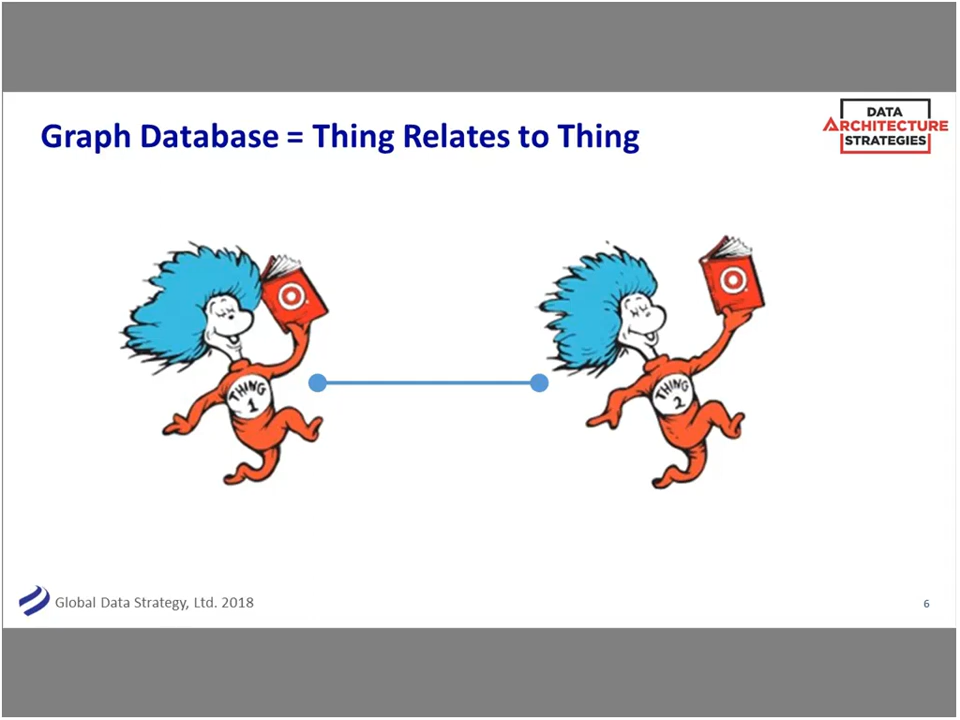 Graph Database = Thing Relates to Thing
DATA
ARCHITECTURE
STRATEGIES
THING
1
THING
2
Global Data Strategy, Ltd. 2018
6